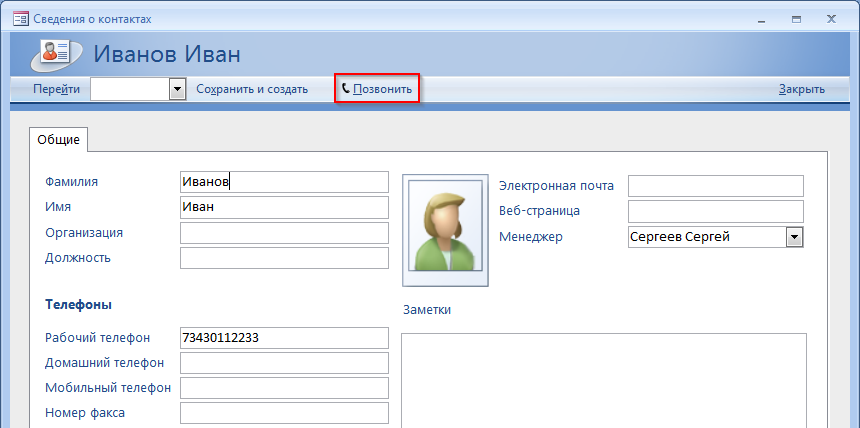 Сведения о контактах
Иванов Иван
Перейти Сохранить и создать Позвонить Закрыть
Общие
Фамилия Иванов
Имя Иван
Организация
Должность
Электронная почта
Веб-страница
Менеджер Сергеев Сергей
Телефоны
Заметки
Рабочий телефон 73430112233
Домашний телефон
Мобильный телефон
Номер факса